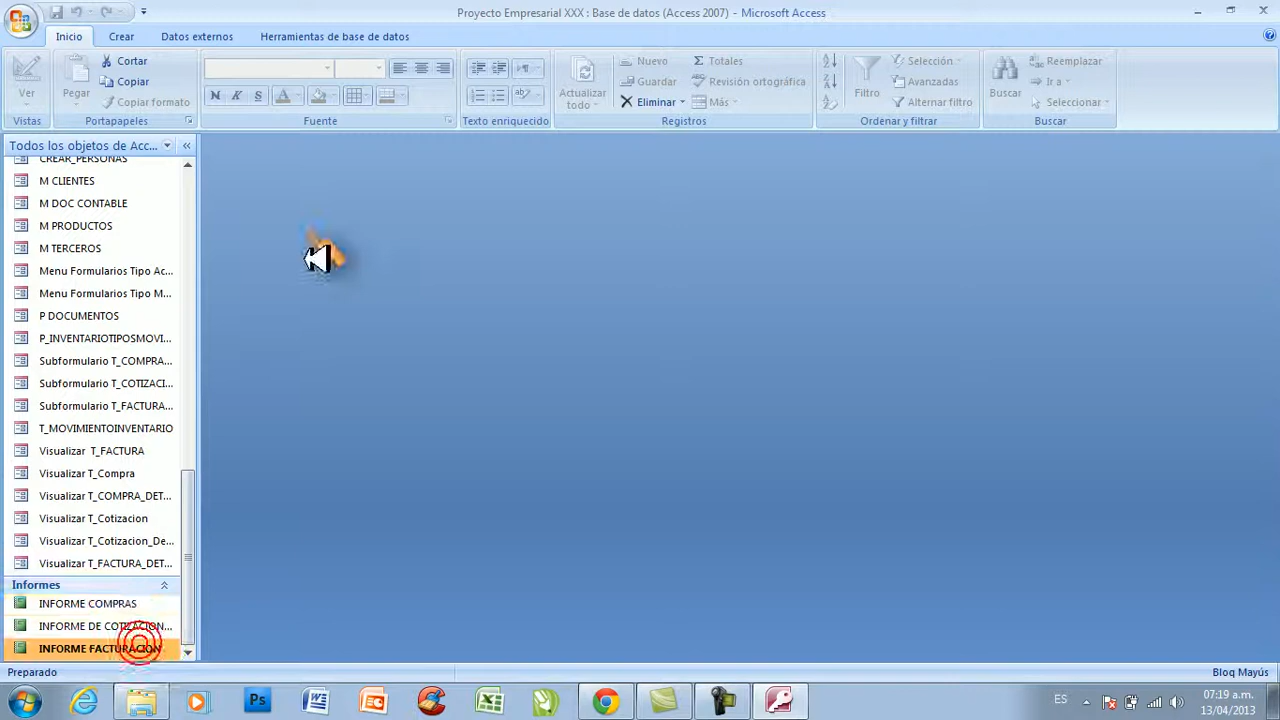 Proyecto Empresarial XXX : Base de datos (Access 2007) - Microsoft Access
Inicio Crear Datos externos Herramientas de base de datos
Ver
Vistas
Pegar
Cortar
Copiar
Copiar formato
Portapapeles
N K S A
Fuente
Texto enriquecido
Actualizar todo
Nuevo
Guardar
Eliminar
Totales
Revisión ortográfica
Más
Registros
Filtro
Selección
Avanzadas
Alternar filtro
Ordenar y filtrar
Buscar
Reemplazar
Ir a
Seleccionar
Buscar
Todos los objetos de Acc...
CREAR_PERSONAS
M CLIENTES
M DOC CONTABLE
M PRODUCTOS
M TERCEROS
Menu Formularios Tipo Ac...
Menu Formularios Tipo M...
P DOCUMENTOS
P_INVENTARIOTIPOSMOVI...
Subformulario T_COMPRA...
Subformulario T_COTIZACI...
Subformulario T_FACTURA...
T_MOVIMIENTOINVENTARIO
Visualizar T_FACTURA
Visualizar T_Compra
Visualizar T_COMPRA_DET...
Visualizar T_Cotizacion
Visualizar T_Cotizacion_De...
Visualizar T_FACTURA_DET...
Informes
INFORME COMPRAS
INFORME DE COTIZACION...
INFORME FACTURACION
Preparado
Bloq Mayús
Ps
ES
07:19 a.m.
13/04/2013